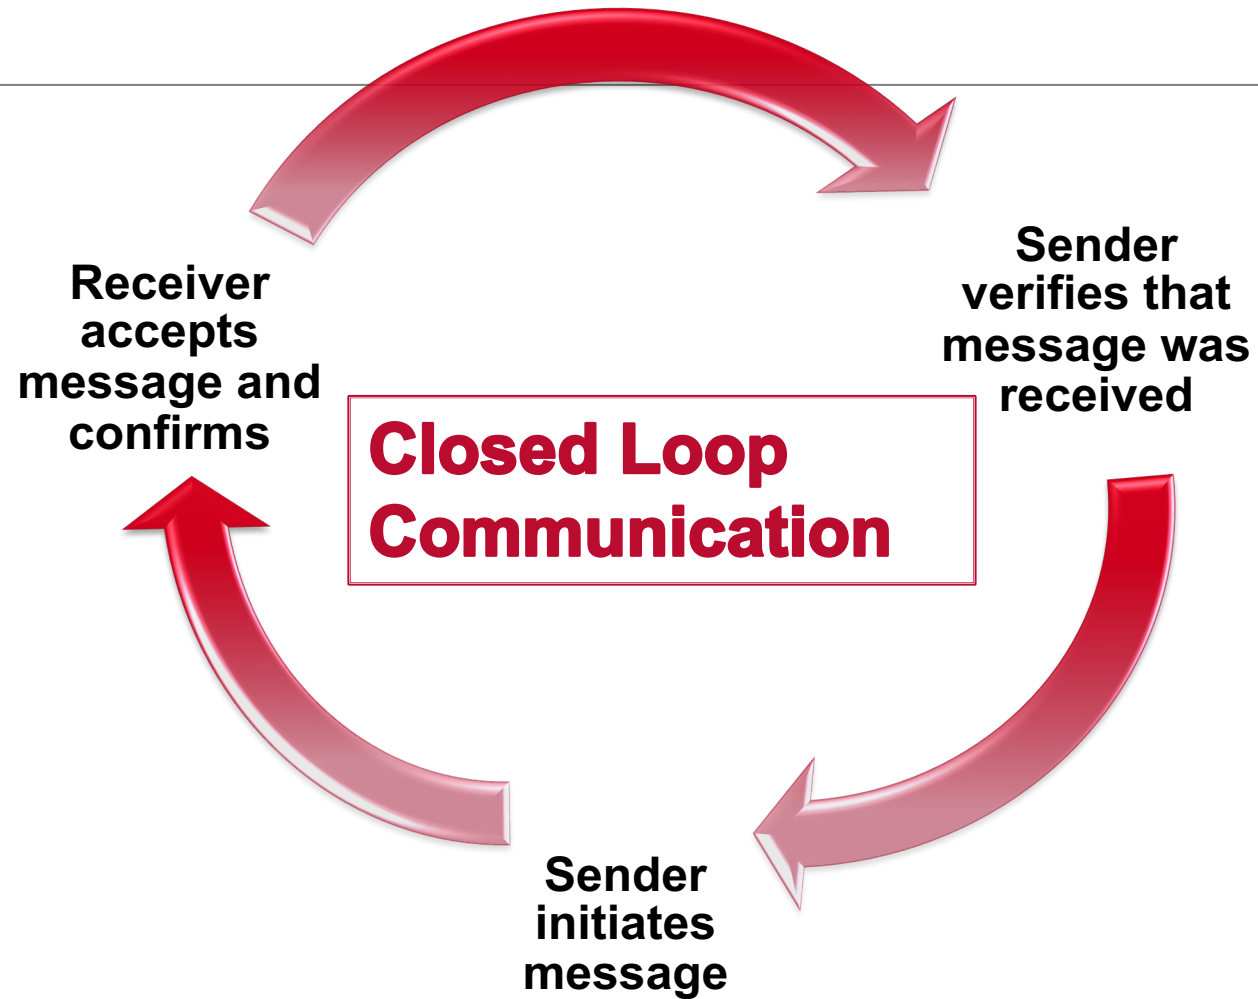 Sender
verifies that
message was
received
Receiver
accepts
message and
confirms
Closed Loop
Communication
Sender
initiates
message